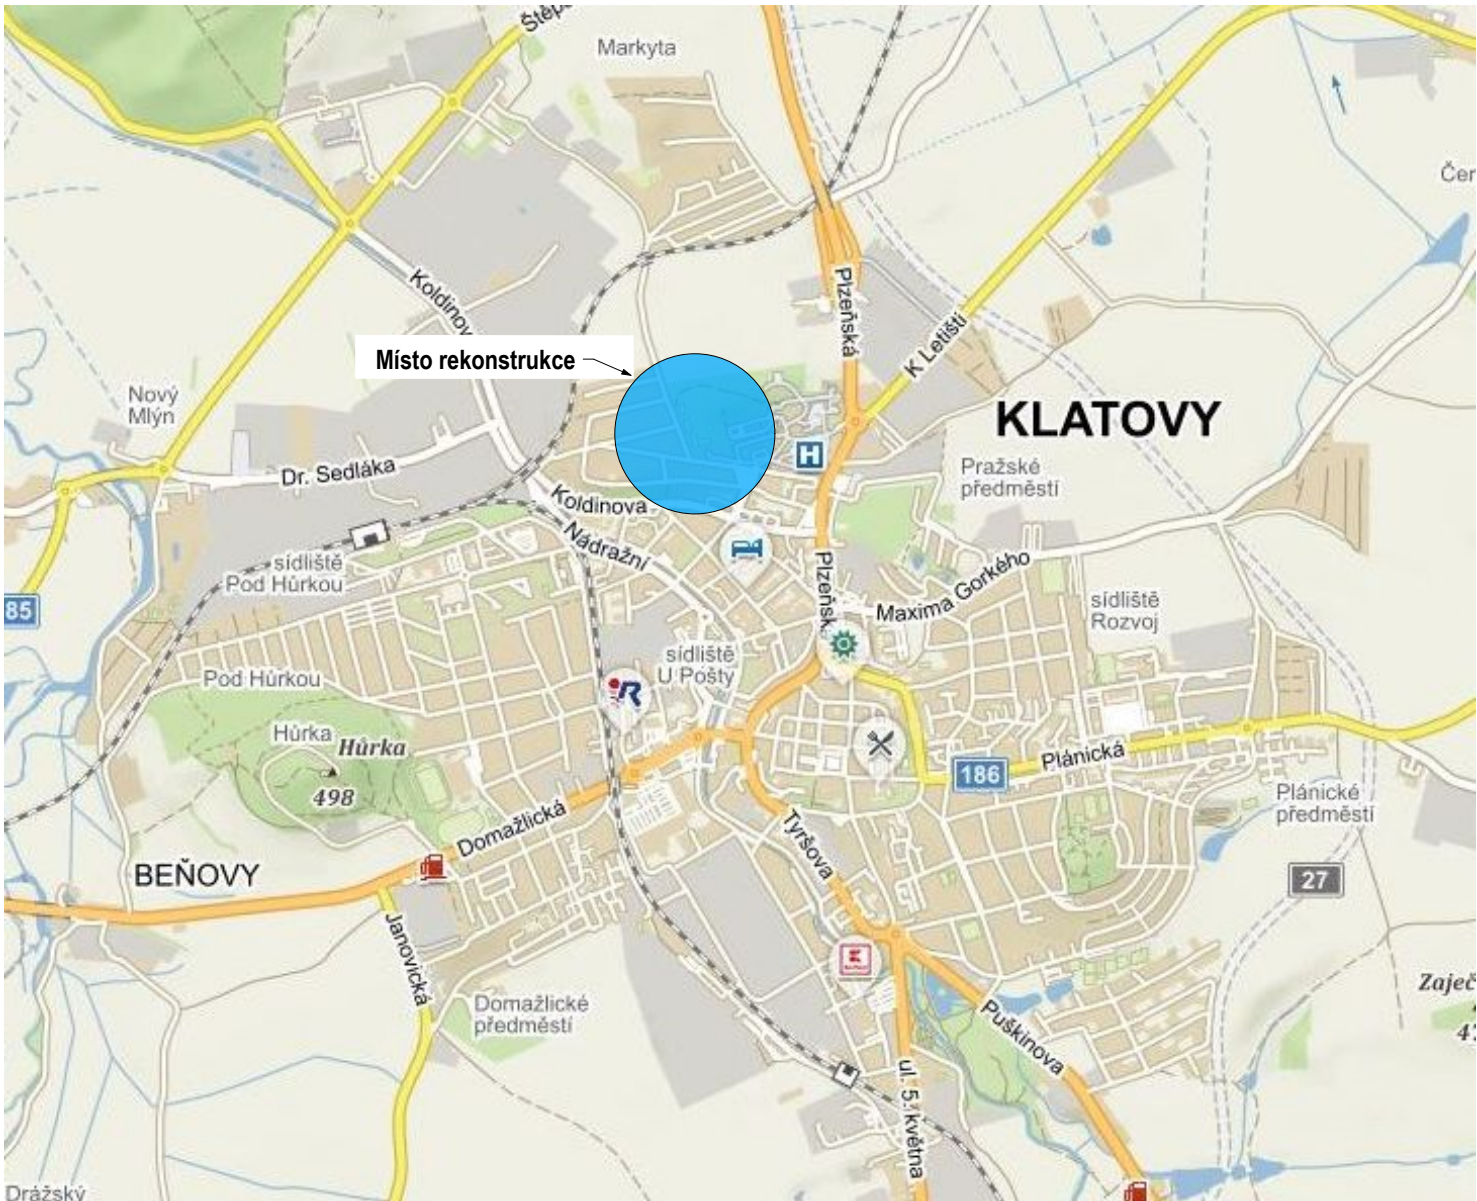 Štěp
Markyta
Čer
Koldinov
Plzeňská
K Letišti
Místo rekonstrukce
Nový
Mlýn
KLATOVY
Dr. Sedláka
H
Pražské
předměstí
Koldinova
Nádražní
sídliště
Pod Hůrkou
Plzeňsk
Maxima Gorkého
85
sídliště
Rozvoj
sídliště
U Pošty
Pod Hůrkou
R
Hůrka
Hůrka
498
186
Plánická
Plánické
předměstí
Domažlická
Tyršova
BEŇOVY
27
Janovická
K
Domažlické
předměstí
Puškinova
Zaječ
47
ul. 5. května
Drážský